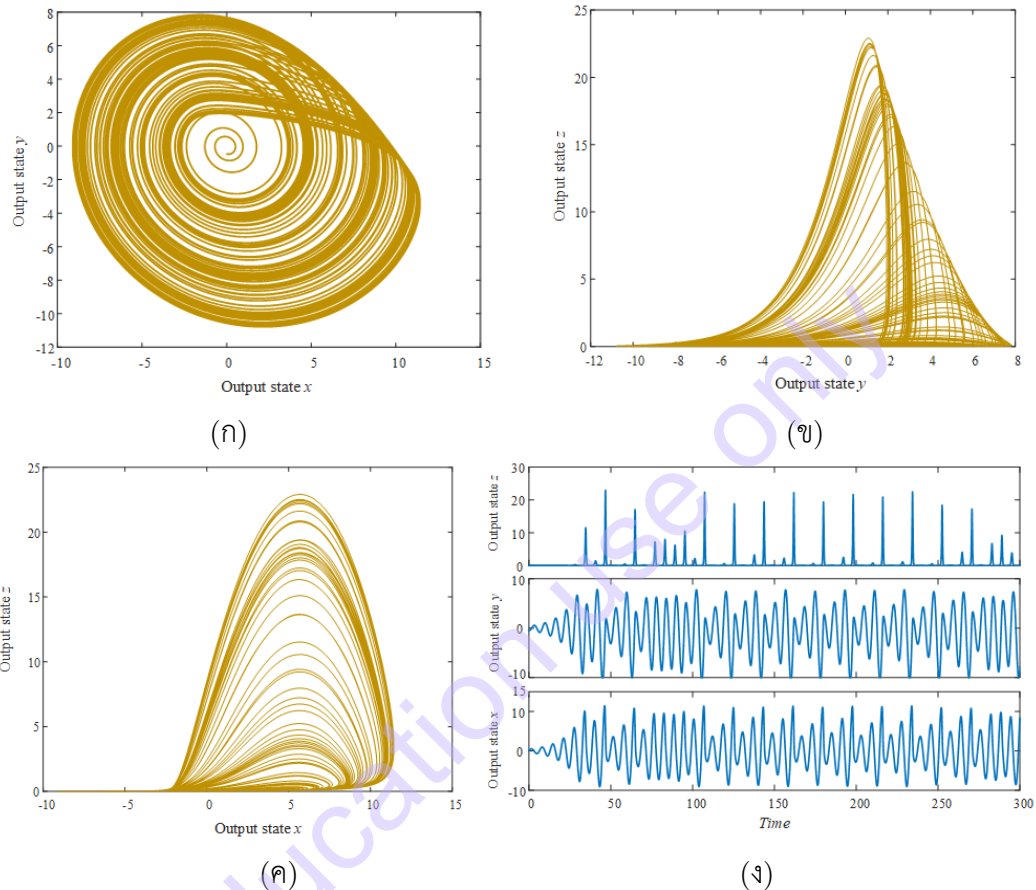 8
6
4
2
0
-2
-4
-6
-8
-10
-12
-10 -5 0 5 10 15
Output state y
Output state x
(ก)
25
20
15
10
5
0
-12 -10 -8 -6 -4 -2 0 2 4 6 8
Output state z
Output state y
(ข)
25
20
15
10
5
0
-10 -5 0 5 10 15
Output state z
Output state x
(ค)
30
20
10
0
Output state z
10
0
-10
Output state y
15
10
0
-10
Output state x
0 50 100 150 200 250 300
Time
(ง)
ducation use only